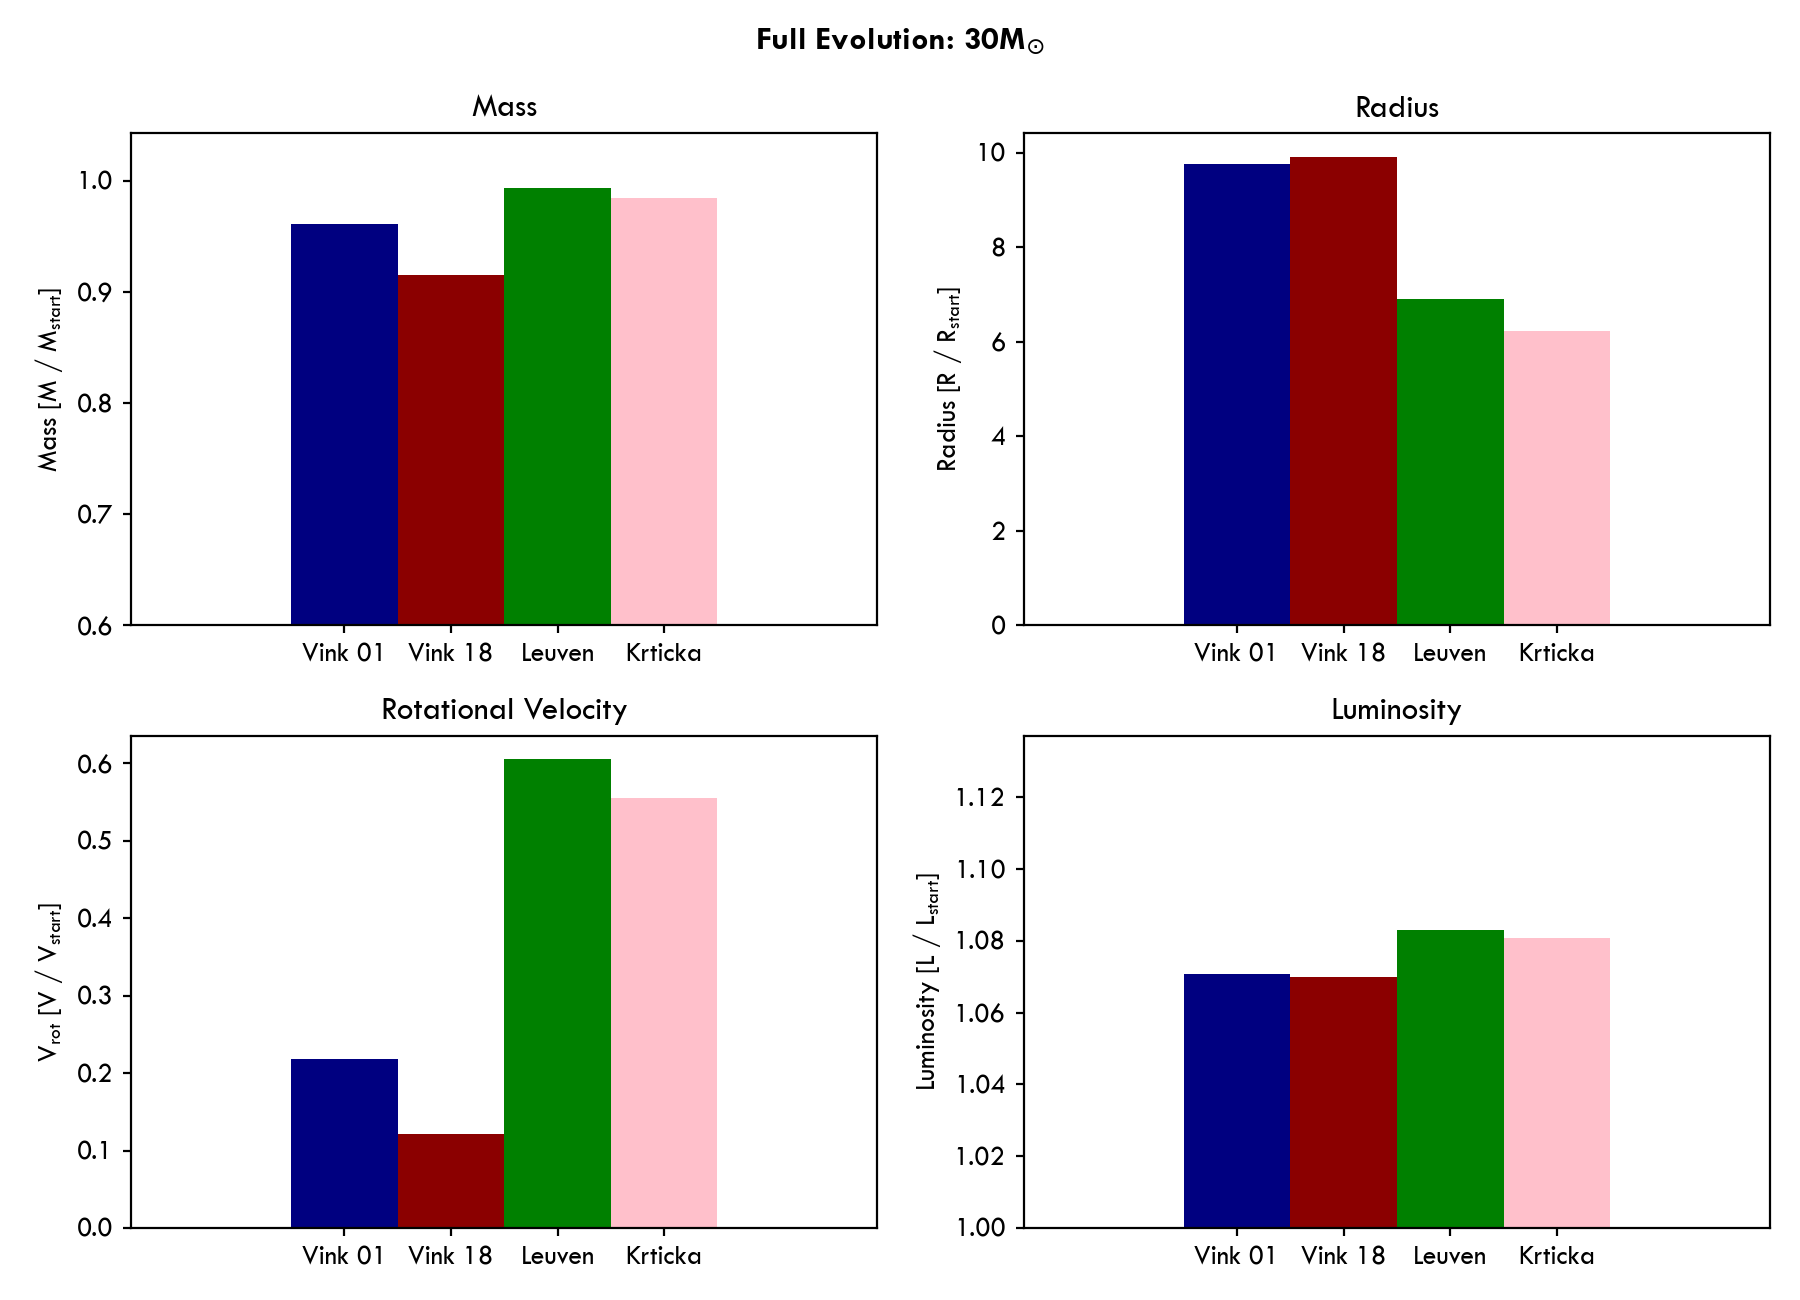 Full Evolution: 30M☉
Mass
1.0
0.9
0.8
0.7
0.6
Mass [M / Mstart]
Vink 01 Vink 18 Leuven Krticka
Radius
10
8
6
4
2
0
Radius [R / Rstart]
Vink 01 Vink 18 Leuven Krticka
Rotational Velocity
0.6
0.5
0.4
0.3
0.2
0.1
0.0
Vrot [V / Vstart]
Vink 01 Vink 18 Leuven Krticka
Luminosity
1.12
1.10
1.08
1.06
1.04
1.02
1.00
Luminosity [L / Lstart]
Vink 01 Vink 18 Leuven Krticka